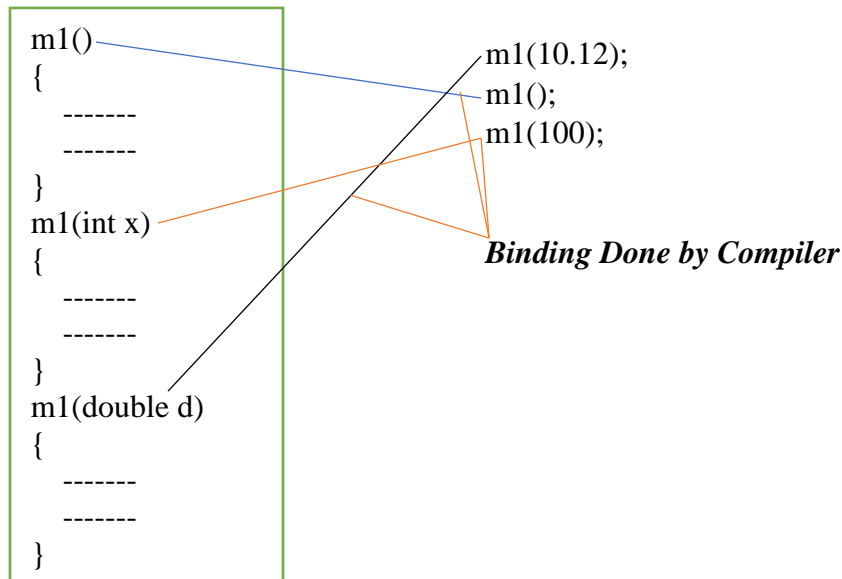 m1()
{
-------
-------
}
m1(int x)
{
-------
-------
}
m1(double d)
{
-------
-------
}
m1(10.12);
m1();
m1(100);
Binding Done by Compiler